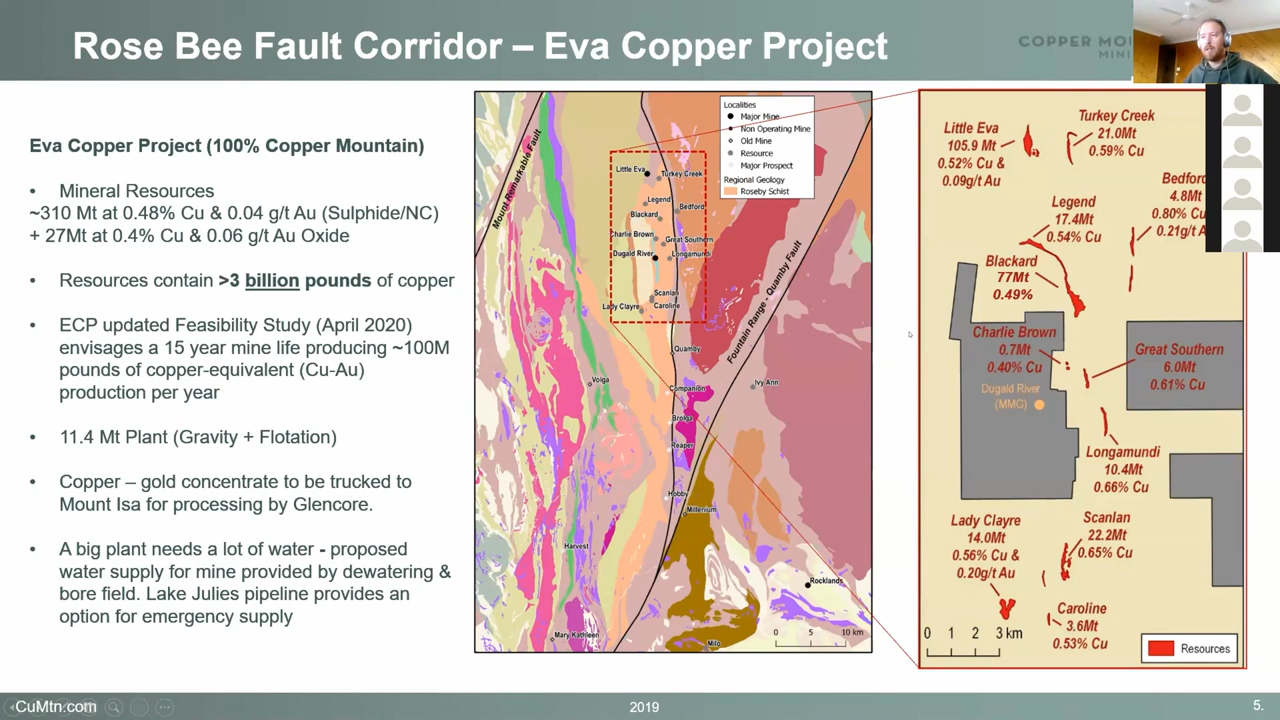 Rose Bee Fault Corridor – Eva Copper Project
COPPER MOU
MINI
Eva Copper Project (100% Copper Mountain)
• Mineral Resources
~310 Mt at 0.48% Cu & 0.04 g/t Au (Sulphide/NC)
+ 27Mt at 0.4% Cu & 0.06 g/t Au Oxide
• Resources contain >3 billion pounds of copper
• ECP updated Feasibility Study (April 2020)
envisages a 15 year mine life producing ~100M
pounds of copper-equivalent (Cu-Au)
production per year
• 11.4 Mt Plant (Gravity + Flotation)
• Copper – gold concentrate to be trucked to
Mount Isa for processing by Glencore.
• A big plant needs a lot of water - proposed
water supply for mine provided by dewatering &
bore field. Lake Julies pipeline provides an
option for emergency supply
Localities
Major Mine
Non Operating Mine
Old Mine
Resource
Major Prospect
Regional Geology
Roseby Schist
Mount Remarkable Fault
Fountain Range - Quamby Fault
Little Eva
Turkey Creek
Legend
Bedford
Blackard
Charlie Brown
Great Southern
Dugald River
Longamundi
Scanlan
Lady Clayre
Caroline
Quamby
Volga
Companion
Ivy Ann
Brolga
Reaper
Hobby
Millenium
Harvest
Rocklands
Mary Kathleen
Milo
0 5 10 km
Little Eva
105.9 Mt
0.52% Cu &
0.09g/t Au
Turkey Creek
21.0Mt
0.59% Cu
Bedford
4.8Mt
0.80% Cu
0.21g/t A
Legend
17.4Mt
0.54% Cu
Blackard
77Mt
0.49%
Charlie Brown
0.7Mt
0.40% Cu
Great Southern
6.0Mt
0.61% Cu
Dugald River
(MMG)
Longamundi
10.4Mt
0.66% Cu
Lady Clayre
14.0Mt
0.56% Cu &
0.20g/t Au
Scanlan
22.2Mt
0.65% Cu
Caroline
3.6Mt
0.53% Cu
0 1 2 3 km
Resources
CuMtn.com
2019
5.